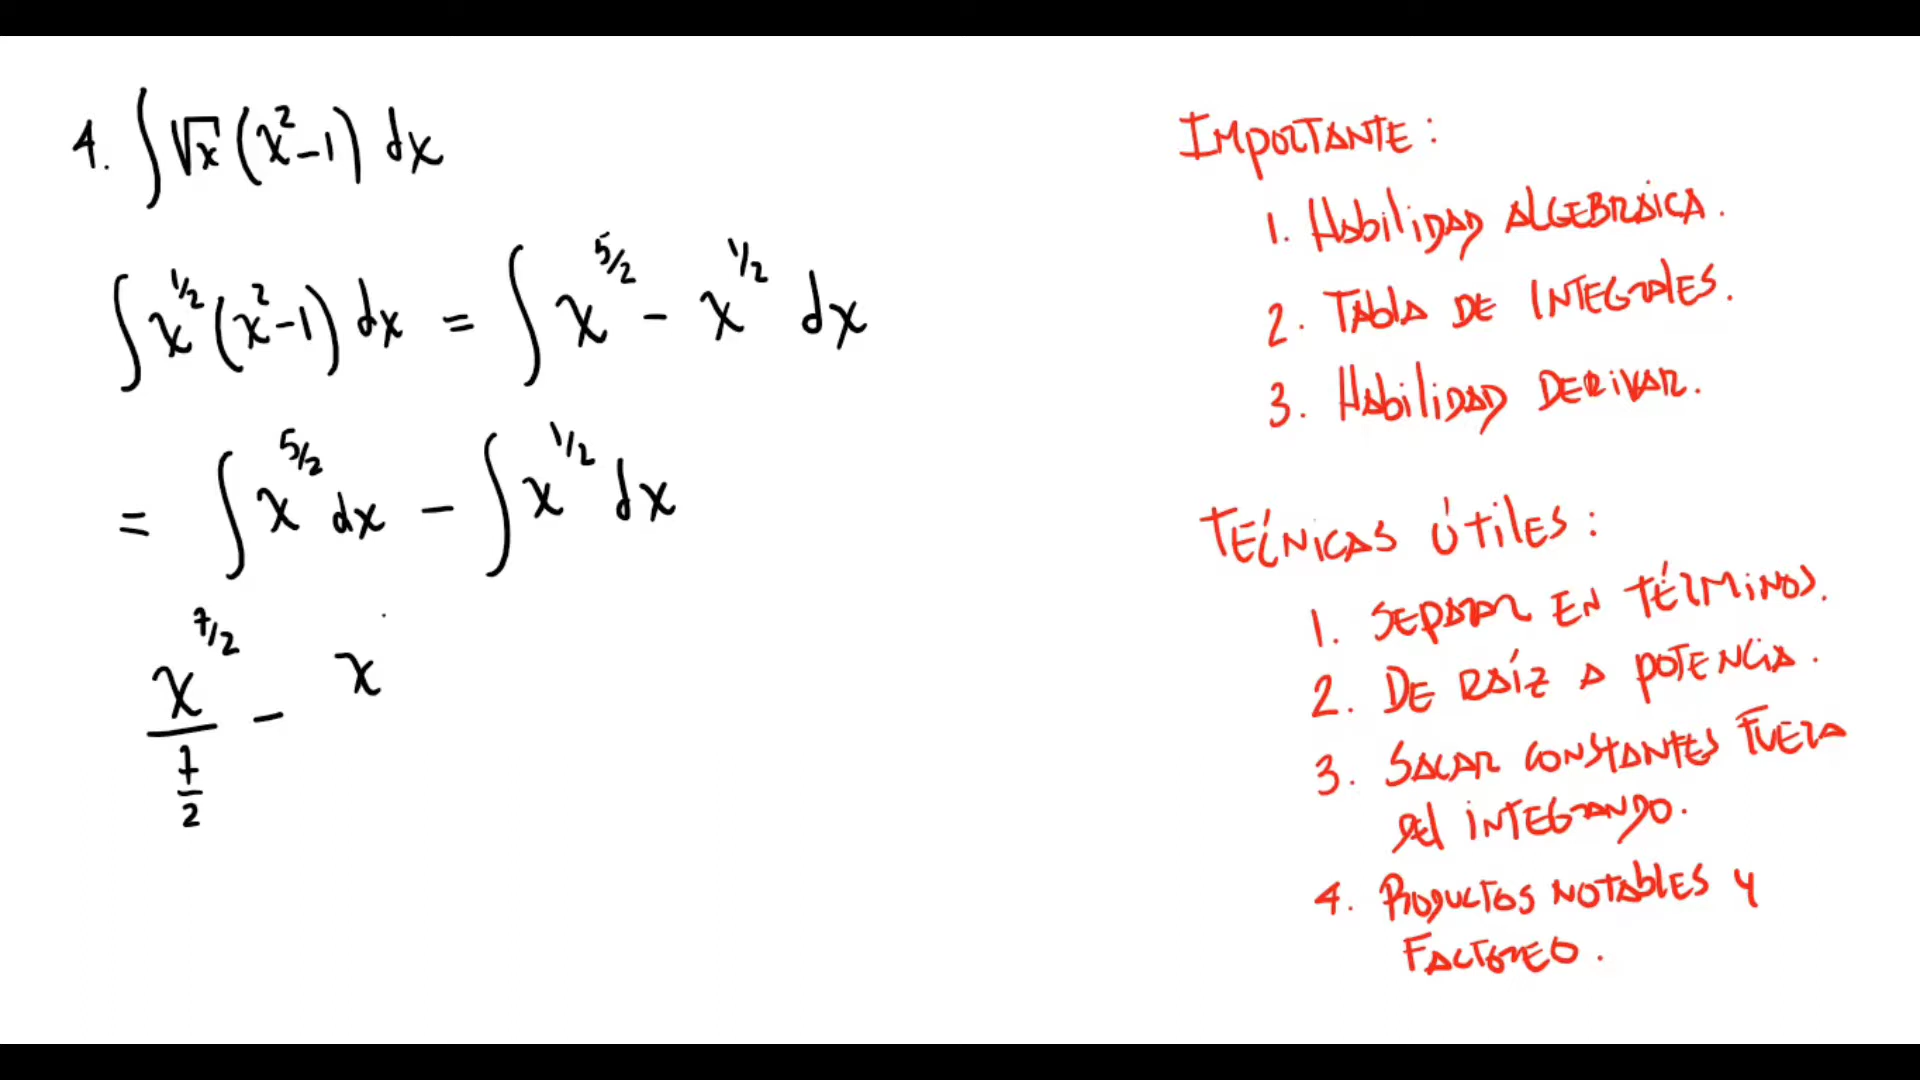 4. ∫√x (x²-1) dx
∫x^1/2 (x²-1) dx = ∫ x^5/2 - x^1/2 dx
= ∫ x^5/2 dx - ∫ x^1/2 dx
x^7/2 / 7/2 - x
IMPORTANTE:
1. HAbiliDAD ALGEBRAICA.
2. TAblA DE INTEGRALES.
3. HAbiliDAD DERIVAR.
TÉCNICAS ÚTilES:
1. SEPARAR EN TÉRMINOS.
2. DE RAÍZ A POTENCIA.
3. SACAR CONSTANTES FUERA
DEl INTEGRANDO.
4. PRODUCTOS NOTABLES Y
FACTOREO.